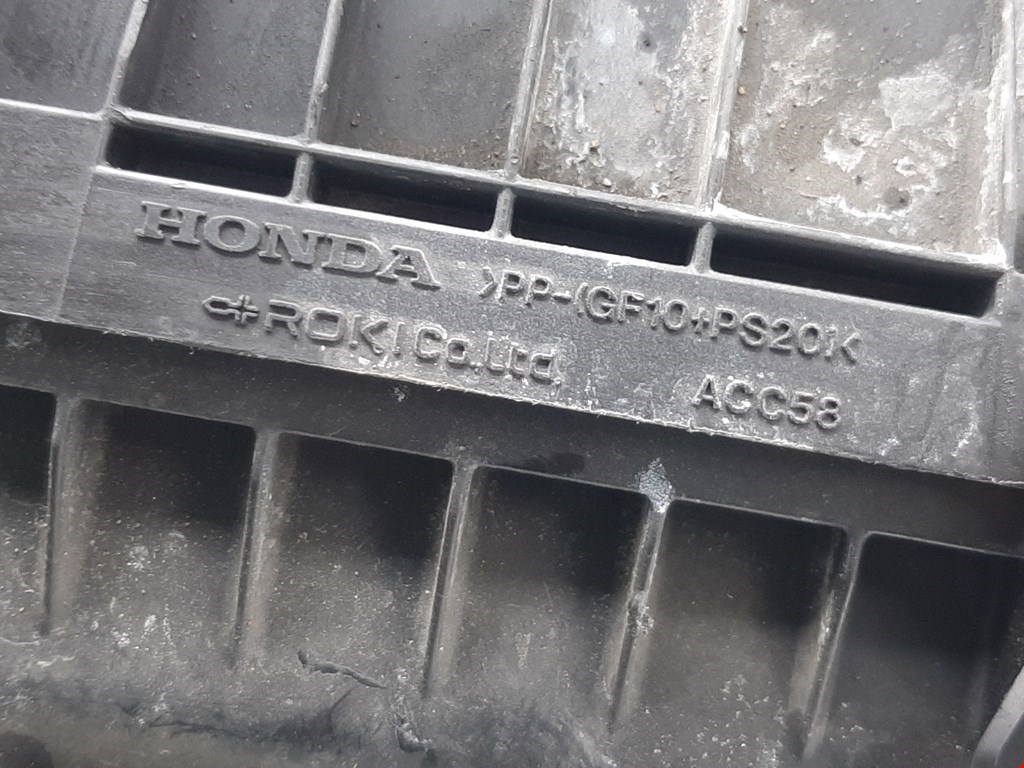 HONDA >PP-(GF10+PS20)<
ROKI Co.,Ltd. ACC58